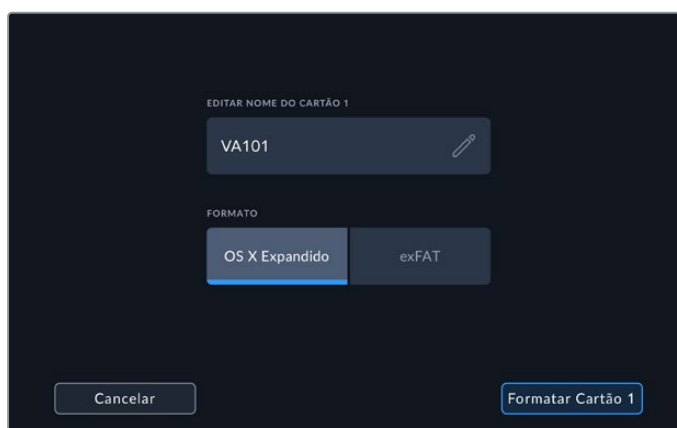 EDITAR NOME DO CARTÃO 1
VA101
FORMATO
OS X Expandido
exFAT
Cancelar
Formatar Cartão 1